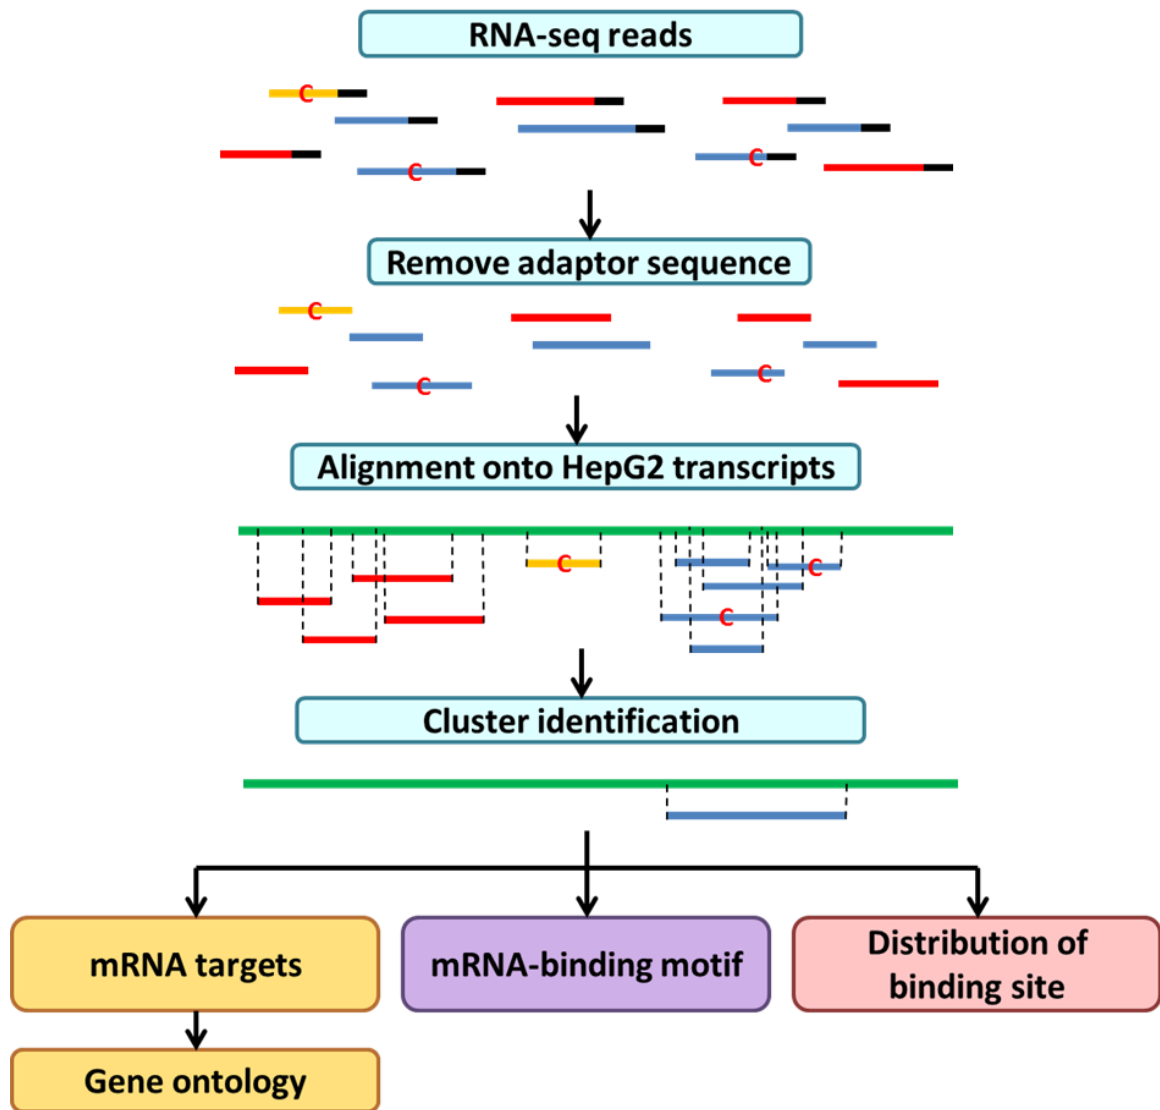 RNA-seq reads
C
C
C
Remove adaptor sequence
C
C
C
Alignment onto HepG2 transcripts
C
C
C
Cluster identification
mRNA targets
mRNA-binding motif
Distribution of
binding site
Gene ontology